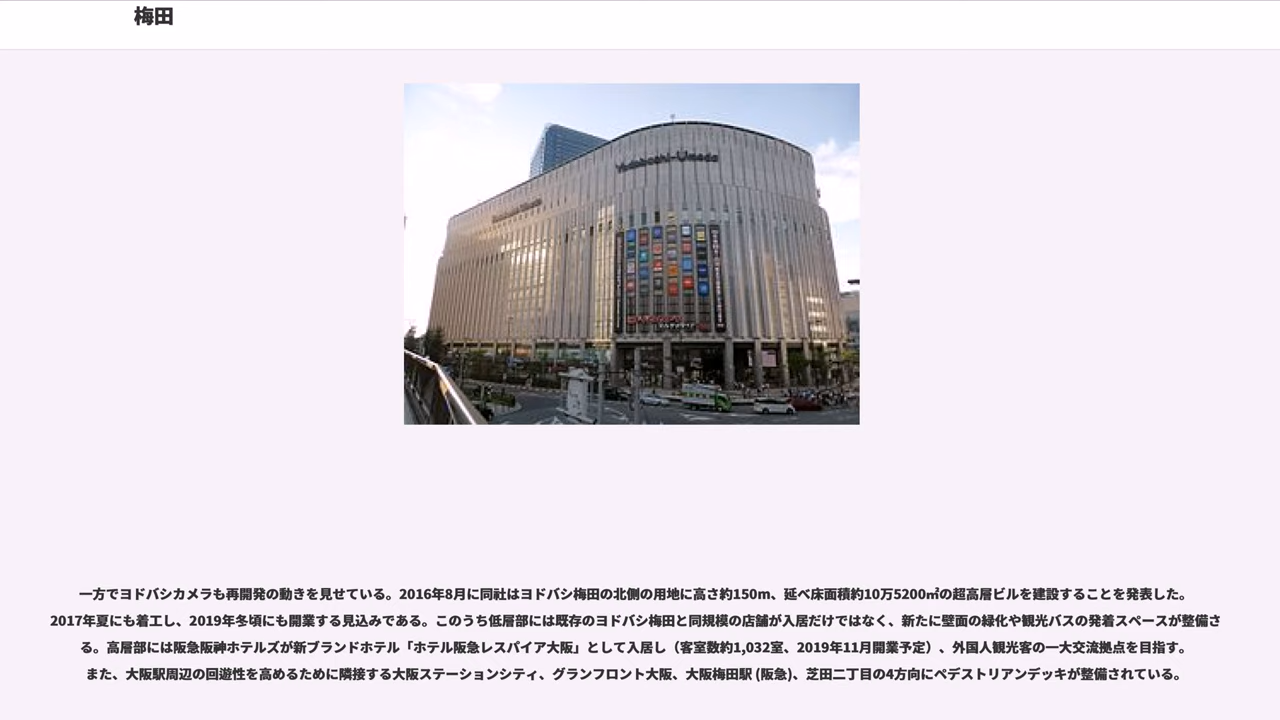 梅田
Yodobashi-Umeda
一方でヨドバシカメラも再開発の動きを見せている。2016年8月に同社はヨドバシ梅田の北側の用地に高さ約150m、延べ床面積約10万5200㎡の超高層ビルを建設することを発表した。
2017年夏にも着工し、2019年冬頃にも開業する見込みである。このうち低層部には既存のヨドバシ梅田と同規模の店舗が入居だけではなく、新たに壁面の緑化や観光バスの発着スペースが整備さ
る。高層部には阪急阪神ホテルズが新ブランドホテル「ホテル阪急レスパイア大阪」として入居し（客室数約1,032室、2019年11月開業予定）、外国人観光客の一大交流拠点を目指す。
また、大阪駅周辺の回遊性を高めるために隣接する大阪ステーションシティ、グランフロント大阪、大阪梅田駅 (阪急)、芝田二丁目の4方向にペデストリアンデッキが整備されている。